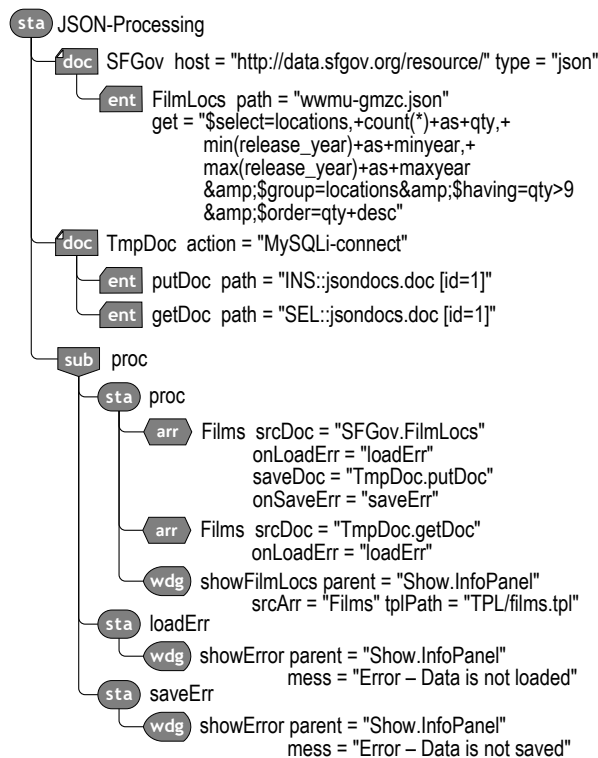 sta JSON-Processing
doc SFGov host = "http://data.sfgov.org/resource/" type = "json"
ent FilmLocs path = "wwmu-gmzc.json"
get = "$select=locations,+count(*)+as+qty,+
min(release_year)+as+minyear,+
max(release_year)+as+maxyear
&amp;$group=locations&amp;$having=qty>9
&amp;$order=qty+desc"
doc TmpDoc action = "MySQLi-connect"
ent putDoc path = "INS::jsondocs.doc [id=1]"
ent getDoc path = "SEL::jsondocs.doc [id=1]"
sub proc
sta proc
arr Films srcDoc = "SFGov.FilmLocs"
onLoadErr = "loadErr"
saveDoc = "TmpDoc.putDoc"
onSaveErr = "saveErr"
arr Films srcDoc = "TmpDoc.getDoc"
onLoadErr = "loadErr"
wdg showFilmLocs parent = "Show.InfoPanel"
srcArr = "Films" tplPath = "TPL/films.tpl"
sta loadErr
wdg showError parent = "Show.InfoPanel"
mess = "Error – Data is not loaded"
sta saveErr
wdg showError parent = "Show.InfoPanel"
mess = "Error – Data is not saved"